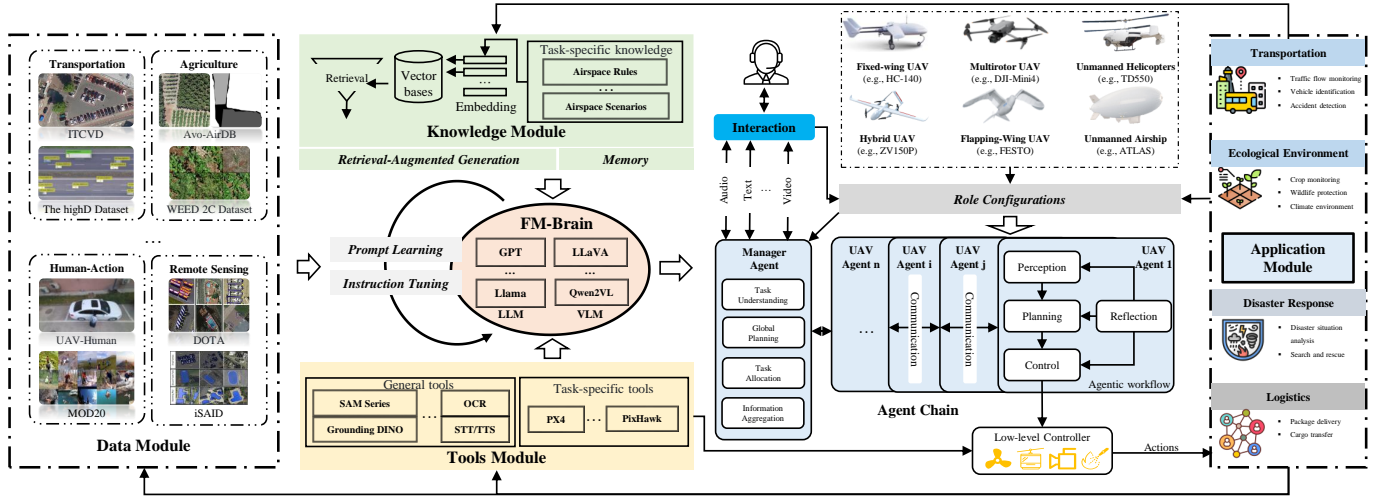 Transportation
ITCVD
The highD Dataset
Agriculture
Avo-AirDB
WEED 2C Dataset
...
Human-Action
UAV-Human
MOD20
Remote Sensing
DOTA
iSAID
Data Module
Retrieval
Vector
bases
...
Embedding
Task-specific knowledge
Airspace Rules
...
Airspace Scenarios
Knowledge Module
Retrieval-Augmented Generation
Memory
Prompt Learning
Instruction Tuning
FM-Brain
GPT
...
Llama
LLM
LLaVA
...
Qwen2VL
VLM
General tools
SAM Series
Grounding DINO
...
OCR
STT/TTS
Task-specific tools
PX4
...
PixHawk
Tools Module
Interaction
Audio
Text
...
Video
Manager
Agent
Task
Understanding
Global
Planning
Task
Allocation
Information
Aggregation
Fixed-wing UAV
(e.g., HC-140)
Multirotor UAV
(e.g., DJI-Mini4)
Unmanned Helicopters
(e.g., TD550)
Hybrid UAV
(e.g., ZV150P)
Flapping-Wing UAV
(e.g., FESTO)
Unmanned Airship
(e.g., ATLAS)
Role Configurations
UAV
Agent n
...
UAV
Agent i
Communication
UAV
Agent j
Communication
UAV
Agent 1
Perception
Planning
Reflection
Control
Agentic workflow
Agent Chain
Low-level Controller
Actions
Transportation
• Traffic flow monitoring
• Vehicle identification
• Accident detection
Ecological Environment
• Crop monitoring
• Wildlife protection
• Climate environment
Application
Module
Disaster Response
• Disaster situation
analysis
• Search and rescue
Logistics
• Package delivery
• Cargo transfer